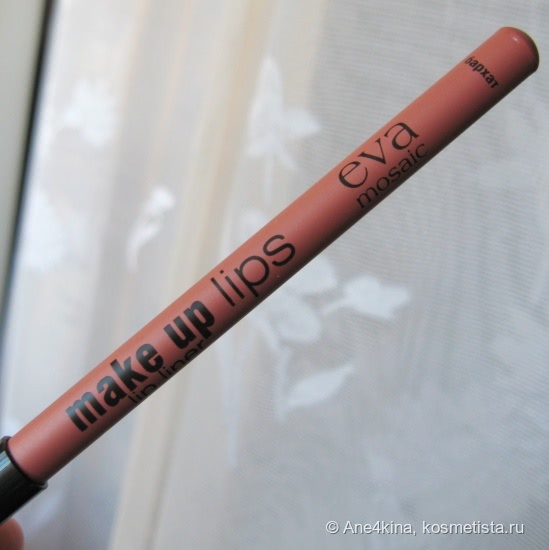 бархат
eva
mosaic
make up lips
lip liner
© Ane4kina, kosmetista.ru